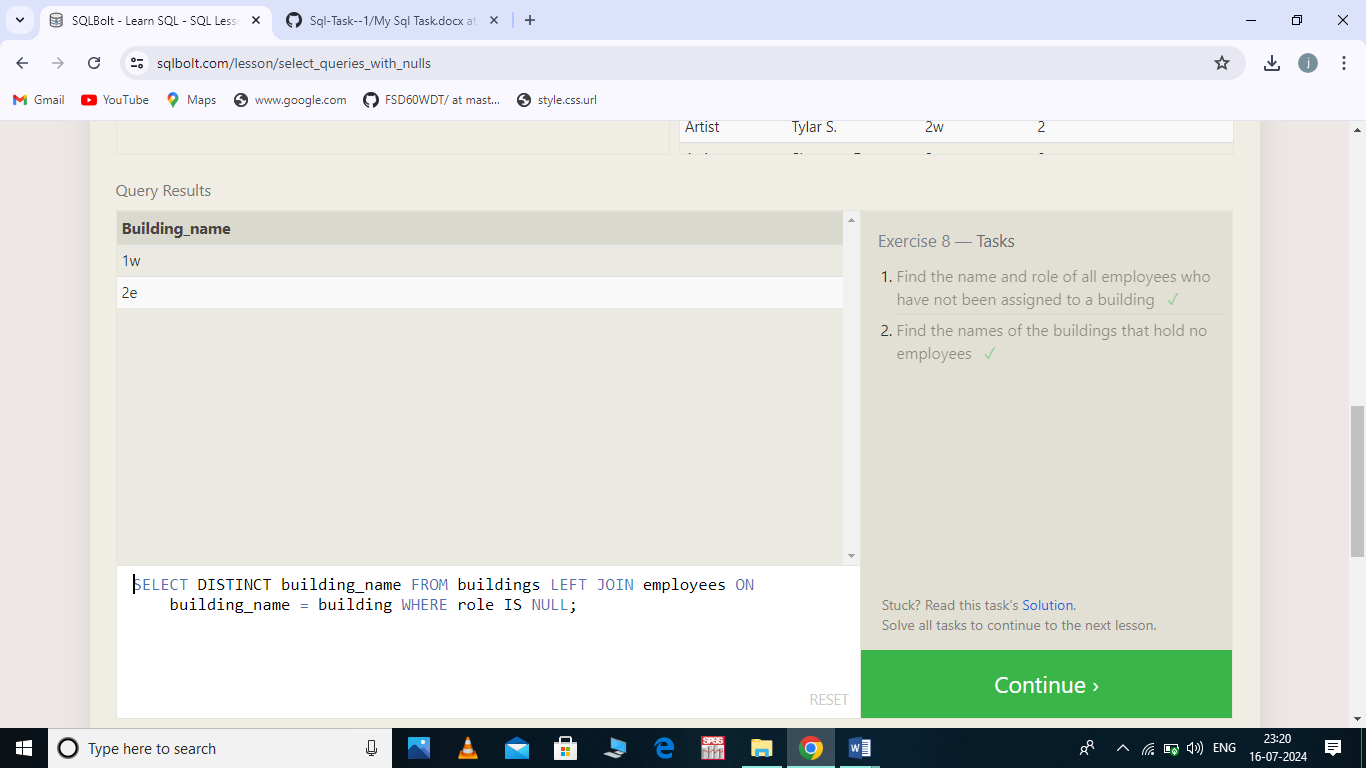 SQLBolt - Learn SQL - SQL Less
Sql-Task--1/My Sql Task.docx at
sqlbolt.com/lesson/select_queries_with_nulls
j
Gmail
YouTube
Maps
www.google.com
FSD60WDT/ at mast...
style.css.url
Artist Tylar S. 2w 2
Query Results
Building_name
1w
2e
Exercise 8 — Tasks
1. Find the name and role of all employees who
have not been assigned to a building ✓
2. Find the names of the buildings that hold no
employees ✓
SELECT DISTINCT building_name FROM buildings LEFT JOIN employees ON
building_name = building WHERE role IS NULL;
RESET
Stuck? Read this task's Solution.
Solve all tasks to continue to the next lesson.
Continue ›
Type here to search
SPSS
ENG
23:20
16-07-2024